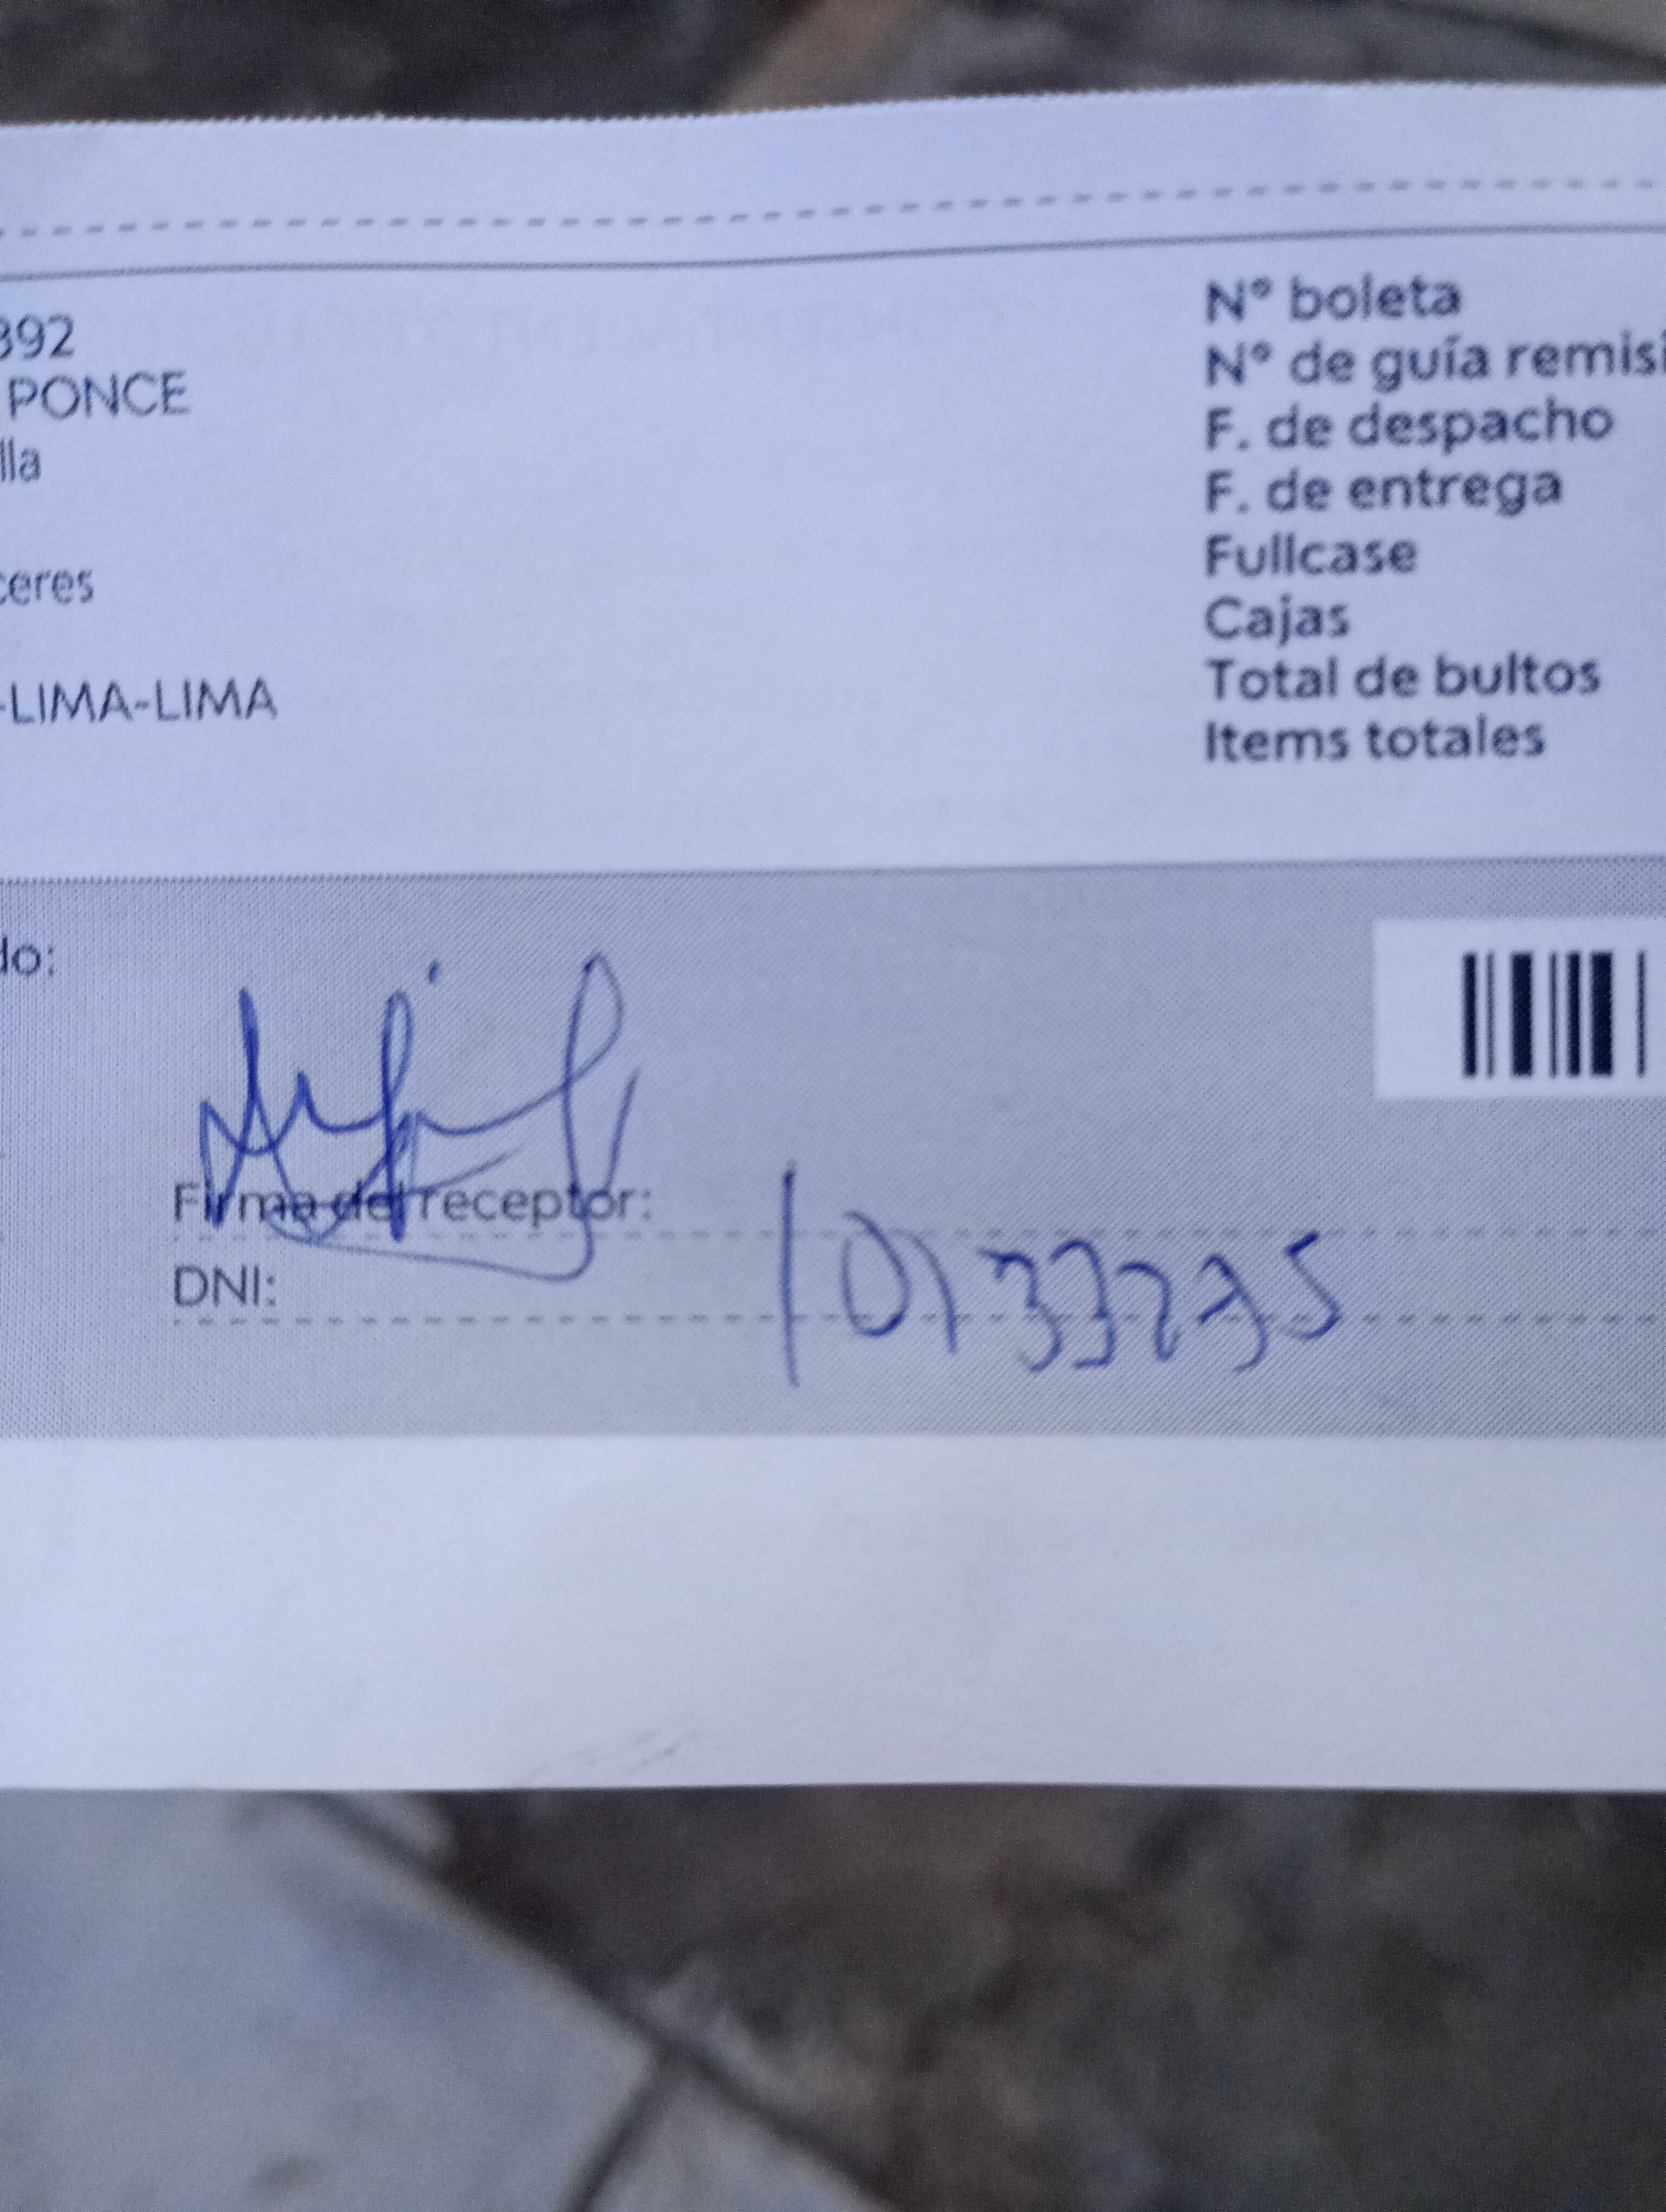 392
PONCE
lla
ceres
-LIMA-LIMA
N° boleta
N° de guía remisi
F. de despacho
F. de entrega
Fullcase
Cajas
Total de bultos
Items totales
do:
Firma del receptor:
DNI: 10133275